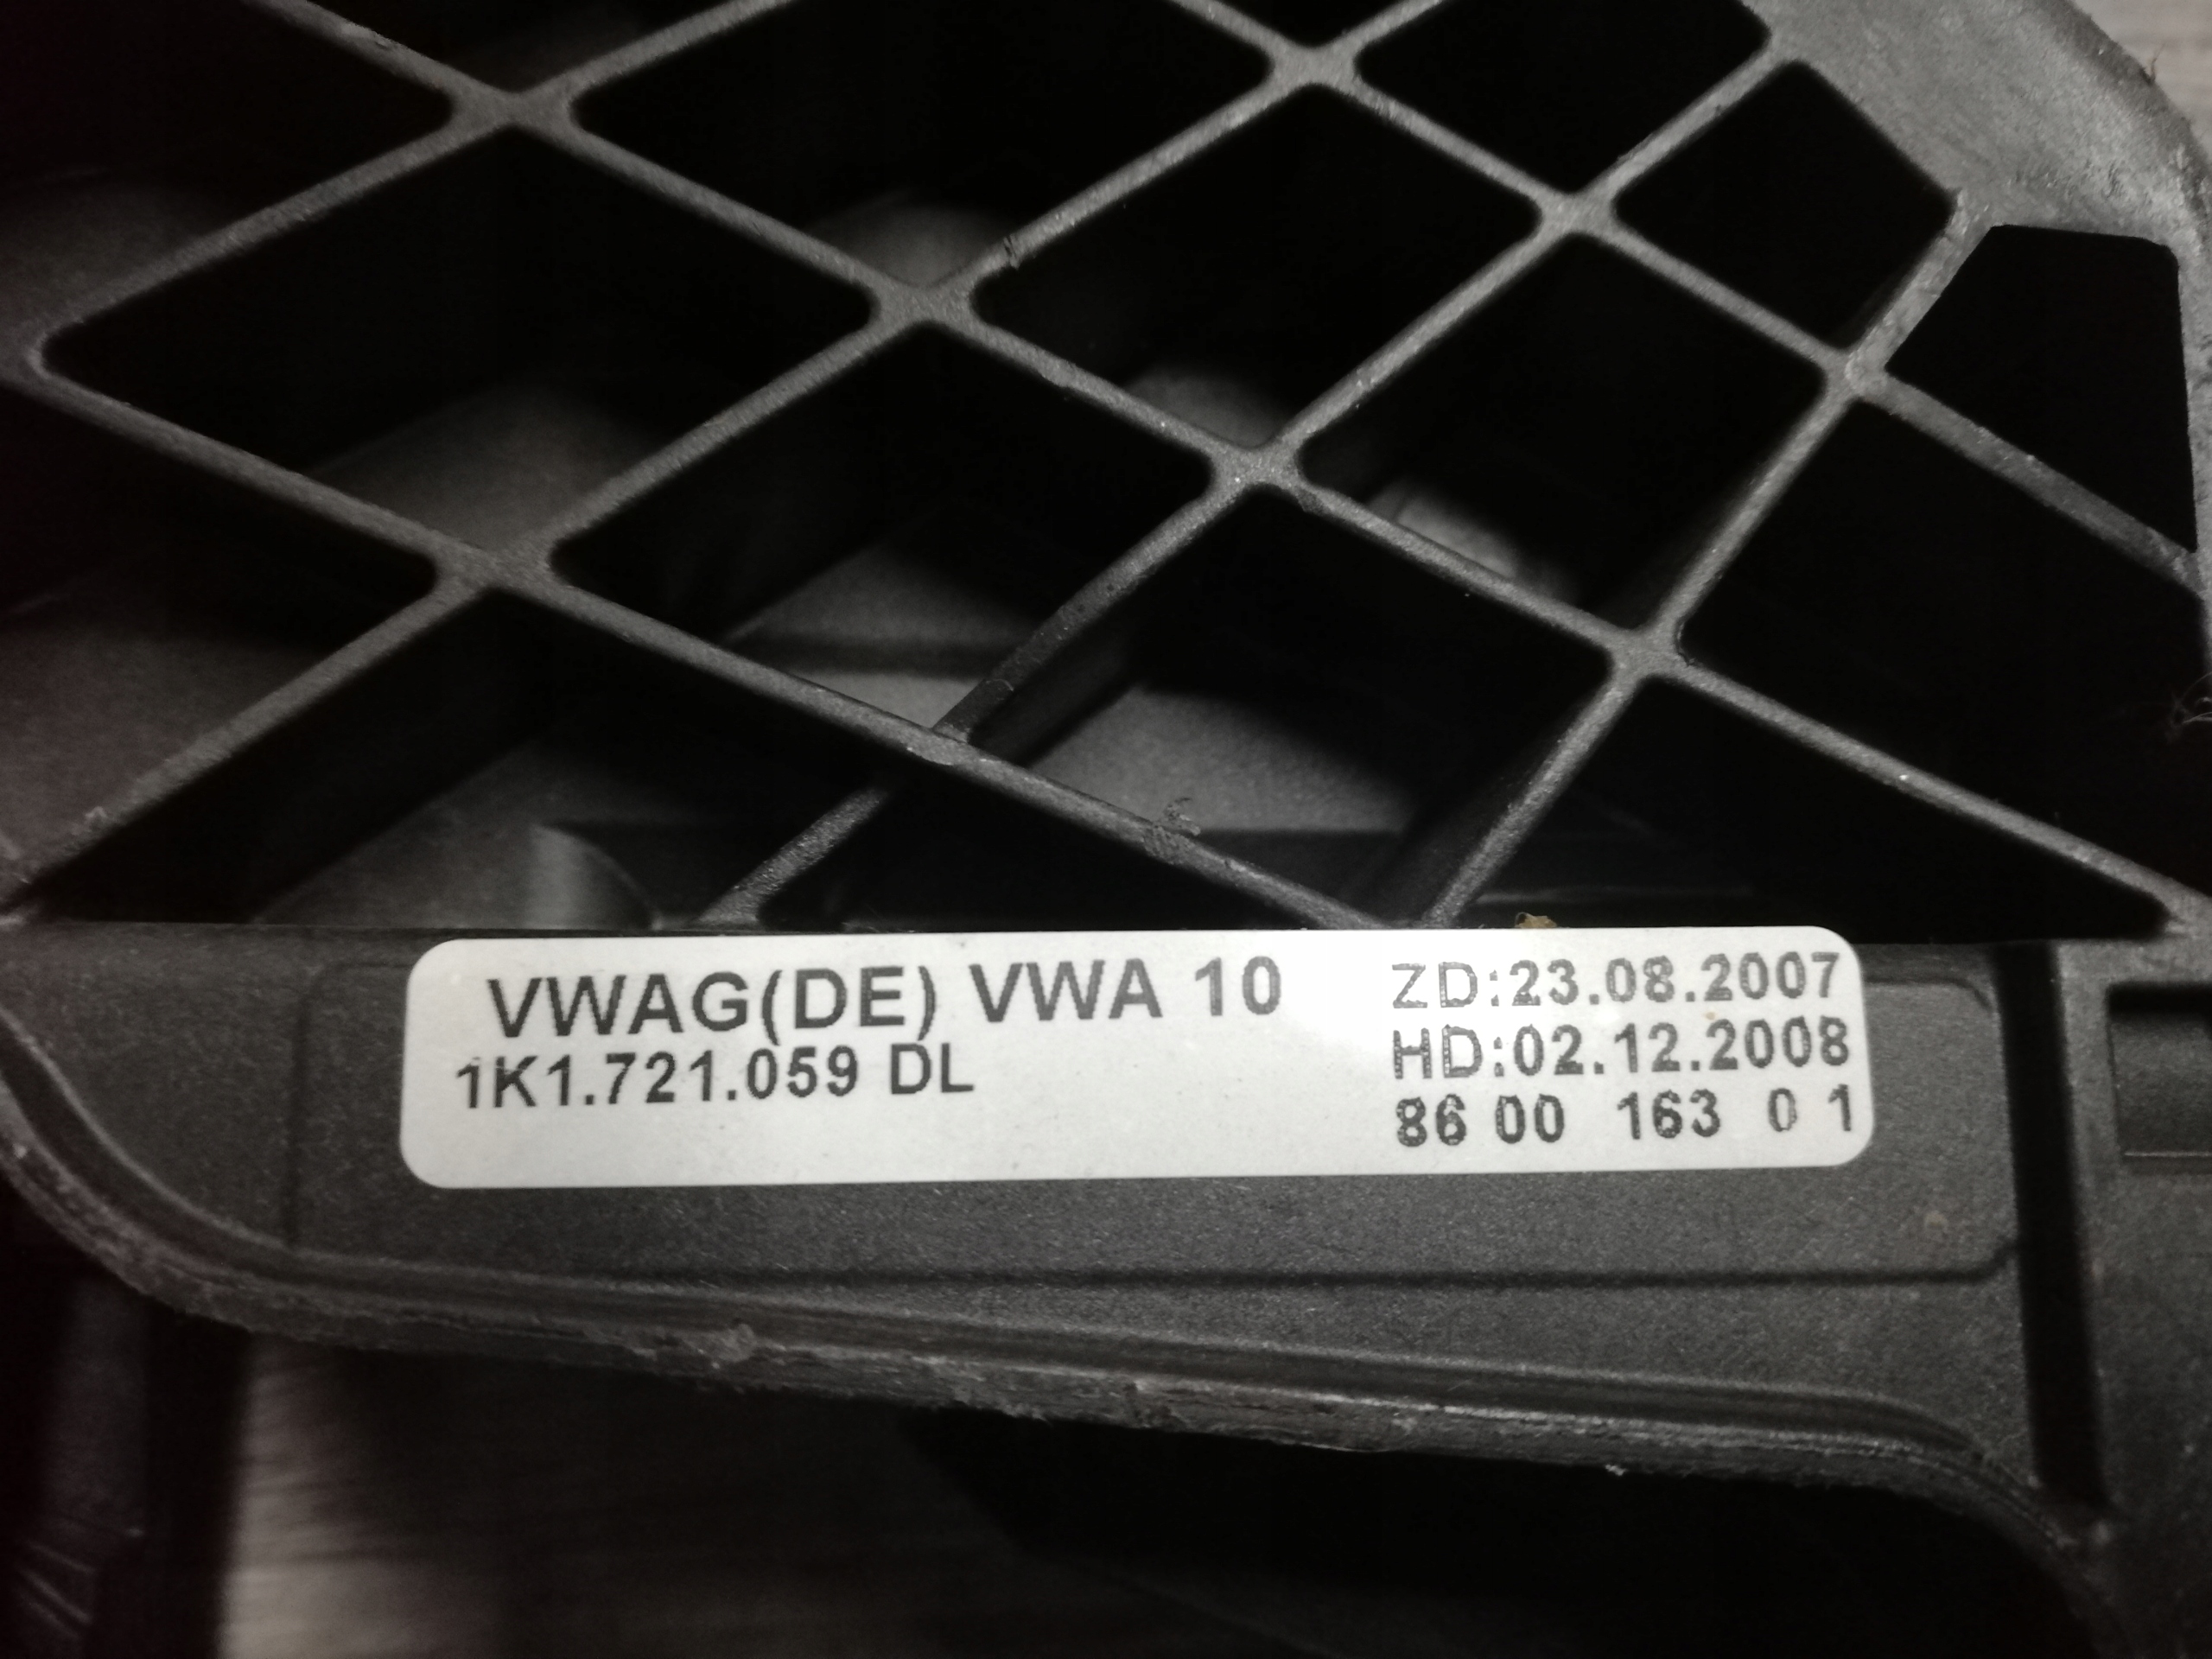 VWAG(DE) VWA 10
1K1.721.059 DL
ZD:23.08.2007
HD:02.12.2008
86 00 163 0 1